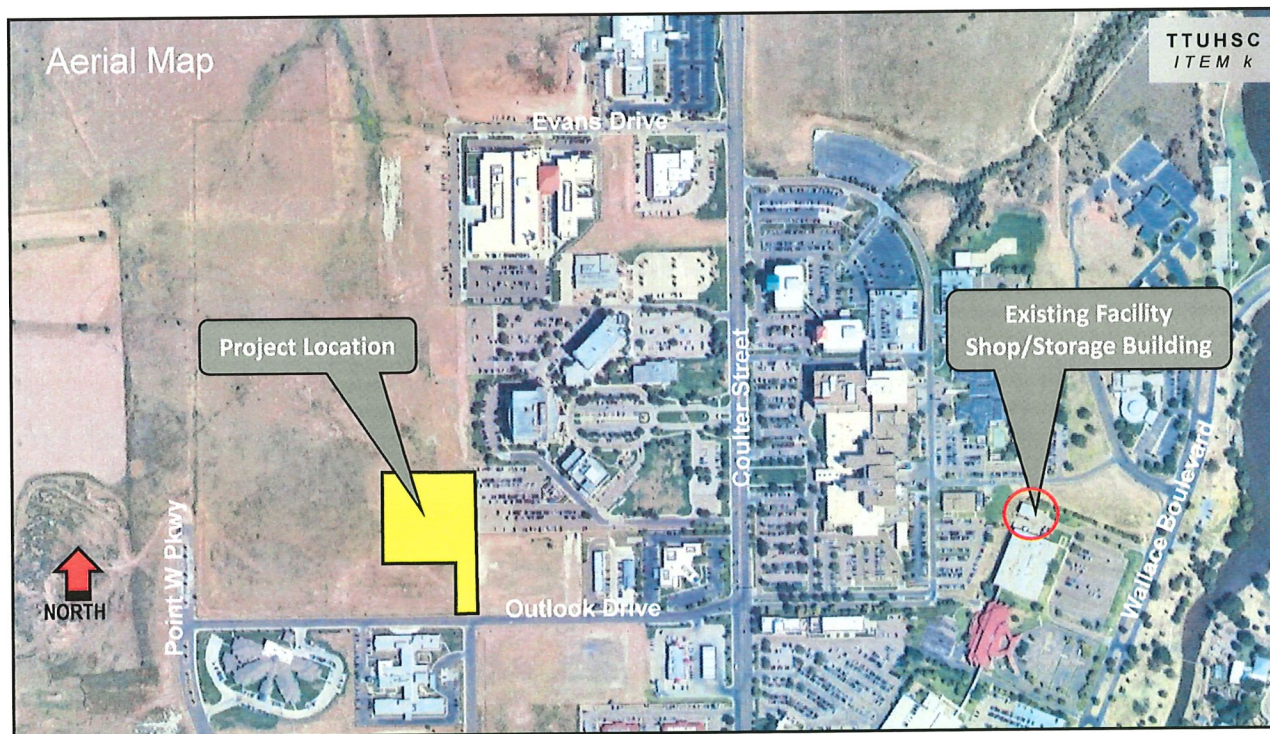 Aerial Map
TTUHSC
ITEM k
Evans Drive
Project Location
Existing Facility
Shop/Storage Building
Coulter Street
Wallace Boulevard
Point W Pkwy
NORTH
Outlook Drive